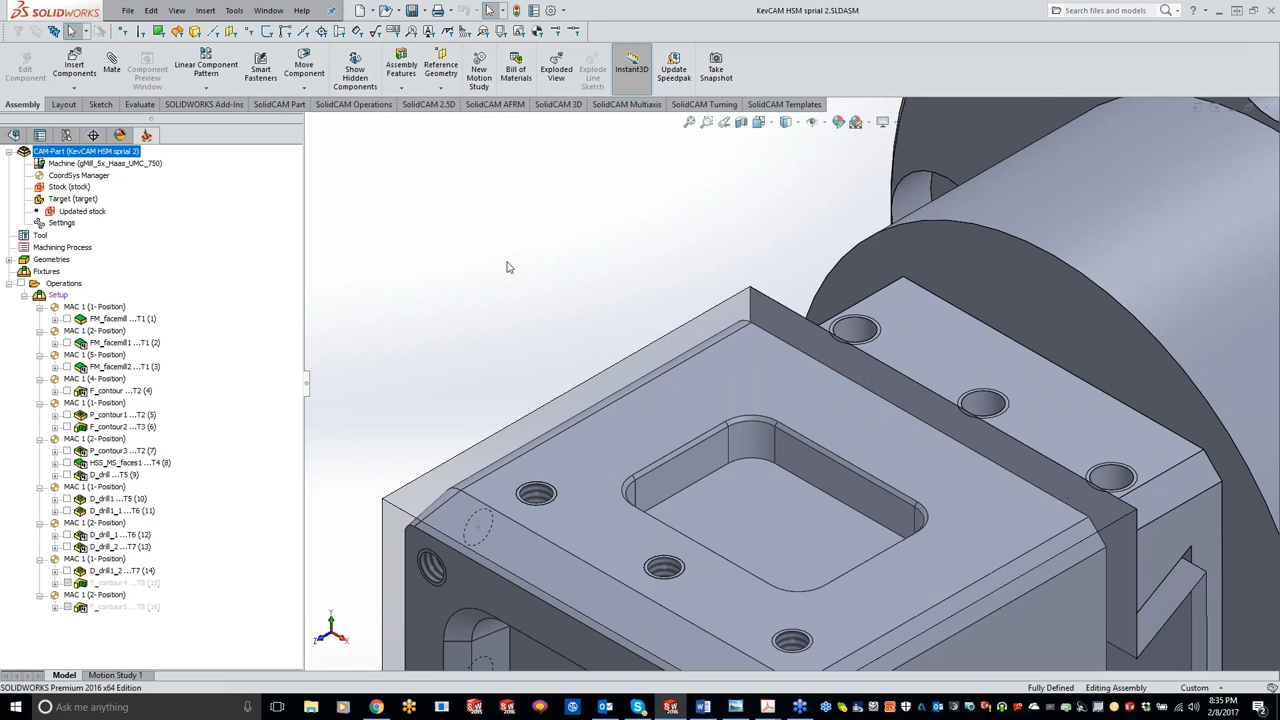 SOLIDWORKS
File Edit View Insert Tools Window Help
KevCAM HSM sprial 2.SLDASM
Search files and models
Edit Component
Insert Components
Mate
Component Preview Window
Linear Component Pattern
Smart Fasteners
Move Component
Show Hidden Components
Assembly Features
Reference Geometry
New Motion Study
Bill of Materials
Exploded View
Explode Line Sketch
Instant3D
Update Speedpak
Take Snapshot
Assembly Layout Sketch Evaluate SOLIDWORKS Add-Ins SolidCAM Part SolidCAM Operations SolidCAM 2.5D SolidCAM AFRM SolidCAM 3D SolidCAM Multiaxis SolidCAM Turning SolidCAM Templates
CAM-Part (KevCAM HSM sprial 2)
Machine (gMill_5x_Haas_UMC_750)
CoordSys Manager
Stock (stock)
Target (target)
Updated stock
Settings
Tool
Machining Process
Geometries
Fixtures
Operations
Setup
MAC 1 (1- Position)
FM_facemill ...T1 (1)
MAC 1 (2- Position)
FM_facemill1 ...T1 (2)
MAC 1 (5- Position)
FM_facemill2 ...T1 (3)
MAC 1 (4- Position)
F_contour ...T2 (4)
MAC 1 (1- Position)
P_contour1 ...T2 (5)
F_contour2 ...T3 (6)
MAC 1 (2- Position)
P_contour3 ...T2 (7)
HSS_MS_faces1 ...T4 (8)
D_drill ...T5 (9)
MAC 1 (1- Position)
D_drill1 ...T5 (10)
D_drill1_1 ...T6 (11)
MAC 1 (2- Position)
D_drill_1 ...T6 (12)
D_drill_2 ...T7 (13)
MAC 1 (1- Position)
D_drill1_2 ...T7 (14)
F_contour4 ...T8 (15)
MAC 1 (2- Position)
F_contour5 ...T8 (16)
Y
Z
X
Model Motion Study 1
SOLIDWORKS Premium 2016 x64 Edition
Fully Defined Editing Assembly Custom
Ask me anything
8:35 PM
2/8/2017